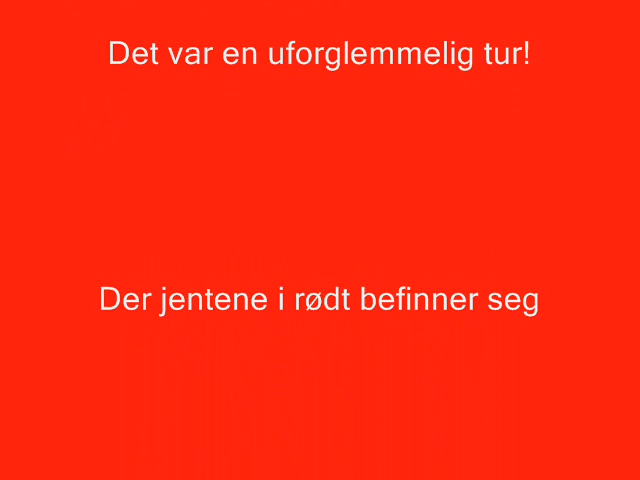 Det var en uforglemmelig tur!
Der jentene i rødt befinner seg